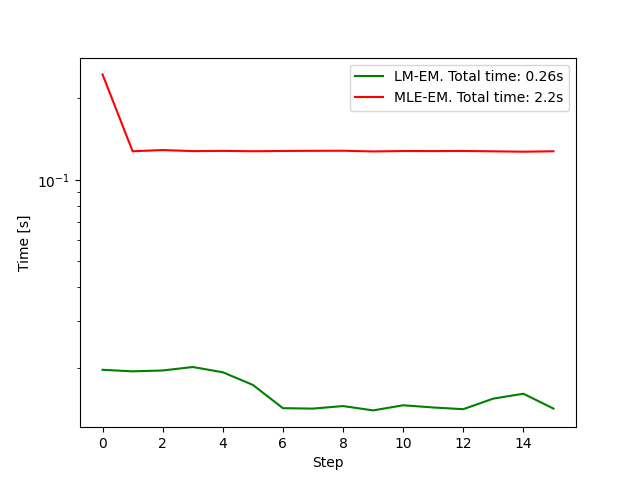 LM-EM. Total time: 0.26s
MLE-EM. Total time: 2.2s
10⁻¹
Time [s]
0 2 4 6 8 10 12 14
Step